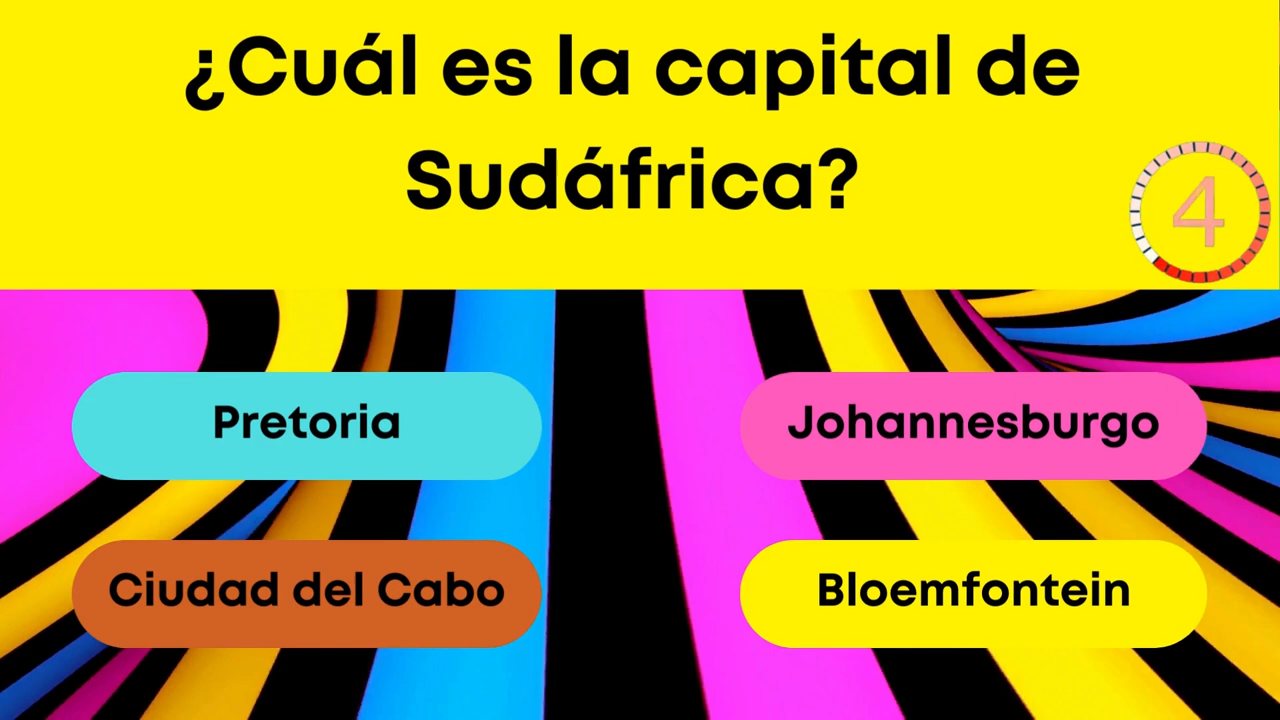 ¿Cuál es la capital de
Sudáfrica?
4
Pretoria
Johannesburgo
Ciudad del Cabo
Bloemfontein